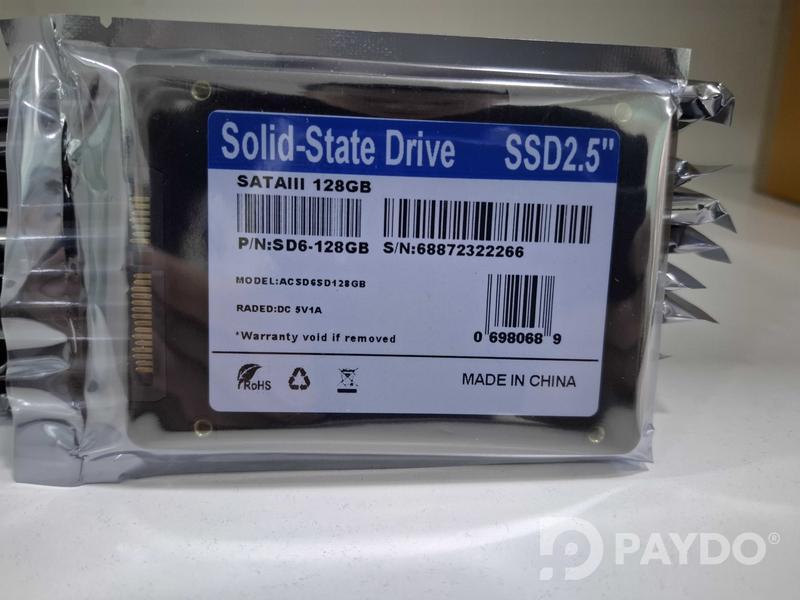 Solid-State Drive SSD2.5"
SATAIII 128GB
P/N:SD6-128GB S/N:68872322266
MODEL:ACSD6SD128GB
RADED:DC 5V1A
*Warranty void if removed
0 698068 9
RoHS
MADE IN CHINA
PAYDO®